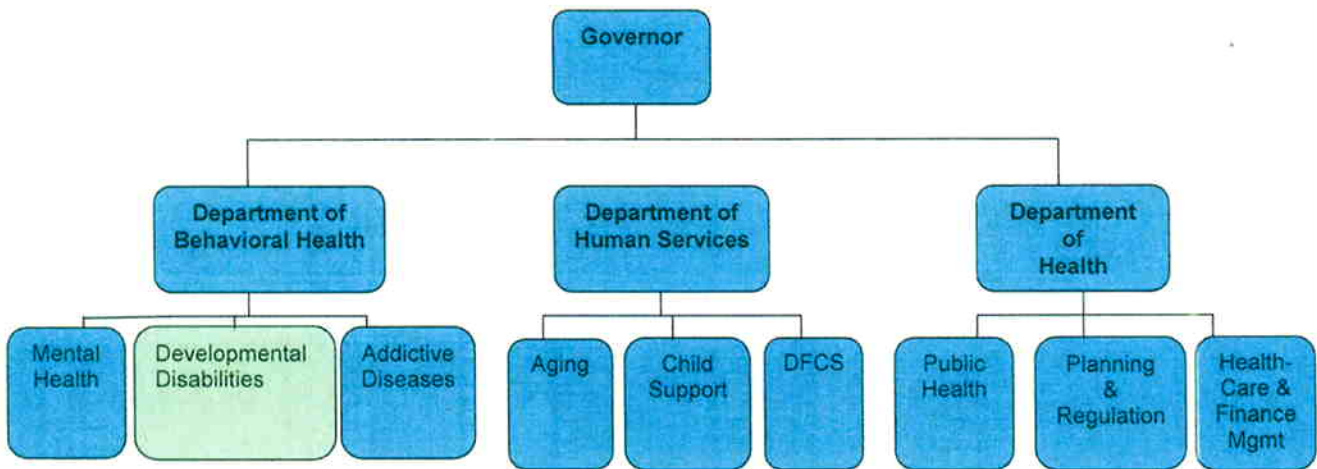 Governor
Department of
Behavioral Health
Department of
Human Services
Department
of
Health
Mental
Health
Developmental
Disabilities
Addictive
Diseases
Aging
Child
Support
DFCS
Public
Health
Planning
&
Regulation
Health-
Care &
Finance
Mgmt